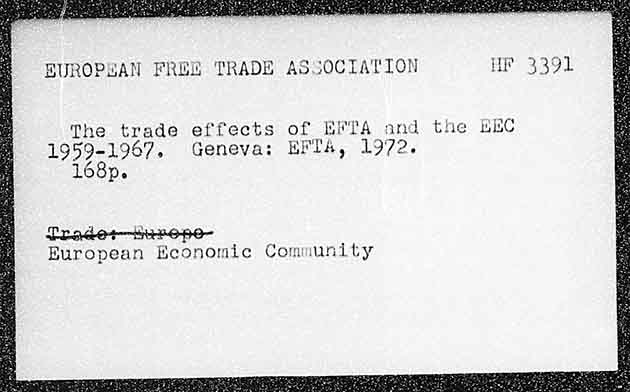 EUROPEAN FREE TRADE ASSOCIATION HF 3391
The trade effects of EFTA and the EEC
1959-1967. Geneva: EFTA, 1972.
168p.
Trade: Europe
European Economic Community